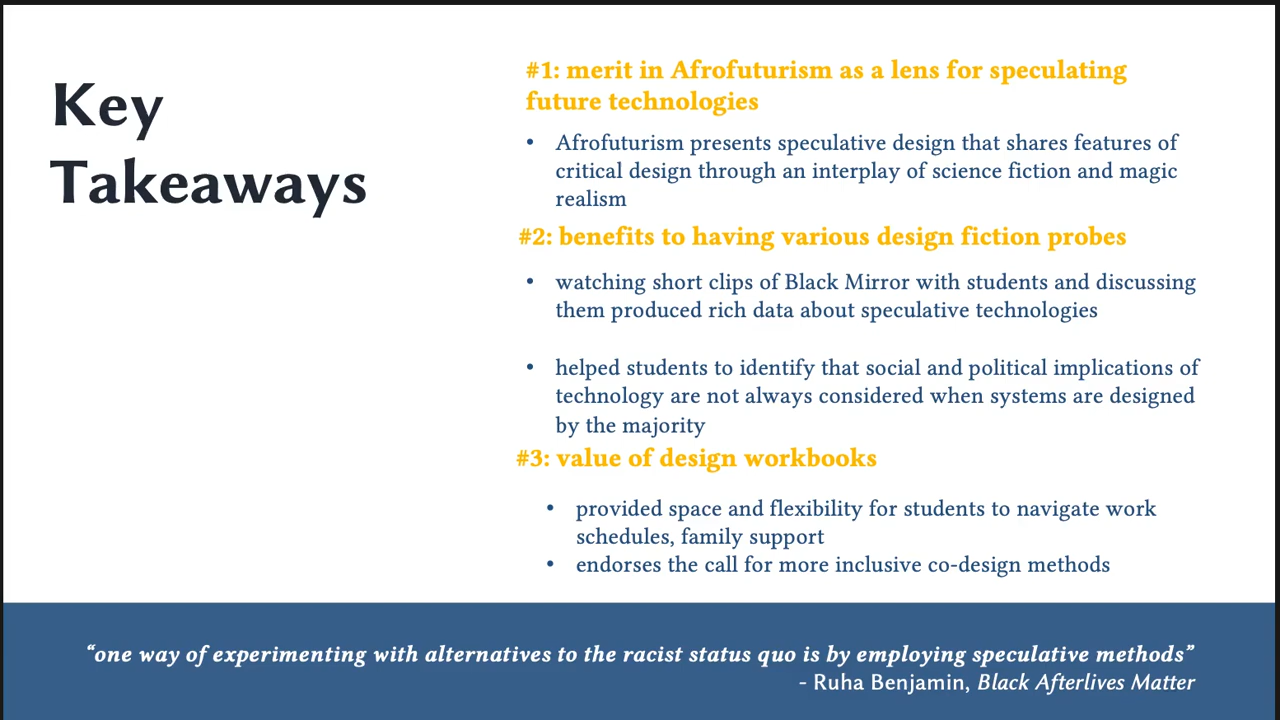 Key
Takeaways
#1: merit in Afrofuturism as a lens for speculating
future technologies
• Afrofuturism presents speculative design that shares features of
critical design through an interplay of science fiction and magic
realism
#2: benefits to having various design fiction probes
• watching short clips of Black Mirror with students and discussing
them produced rich data about speculative technologies
• helped students to identify that social and political implications of
technology are not always considered when systems are designed
by the majority
#3: value of design workbooks
• provided space and flexibility for students to navigate work
schedules, family support
• endorses the call for more inclusive co-design methods
“one way of experimenting with alternatives to the racist status quo is by employing speculative methods”
- Ruha Benjamin, Black Afterlives Matter